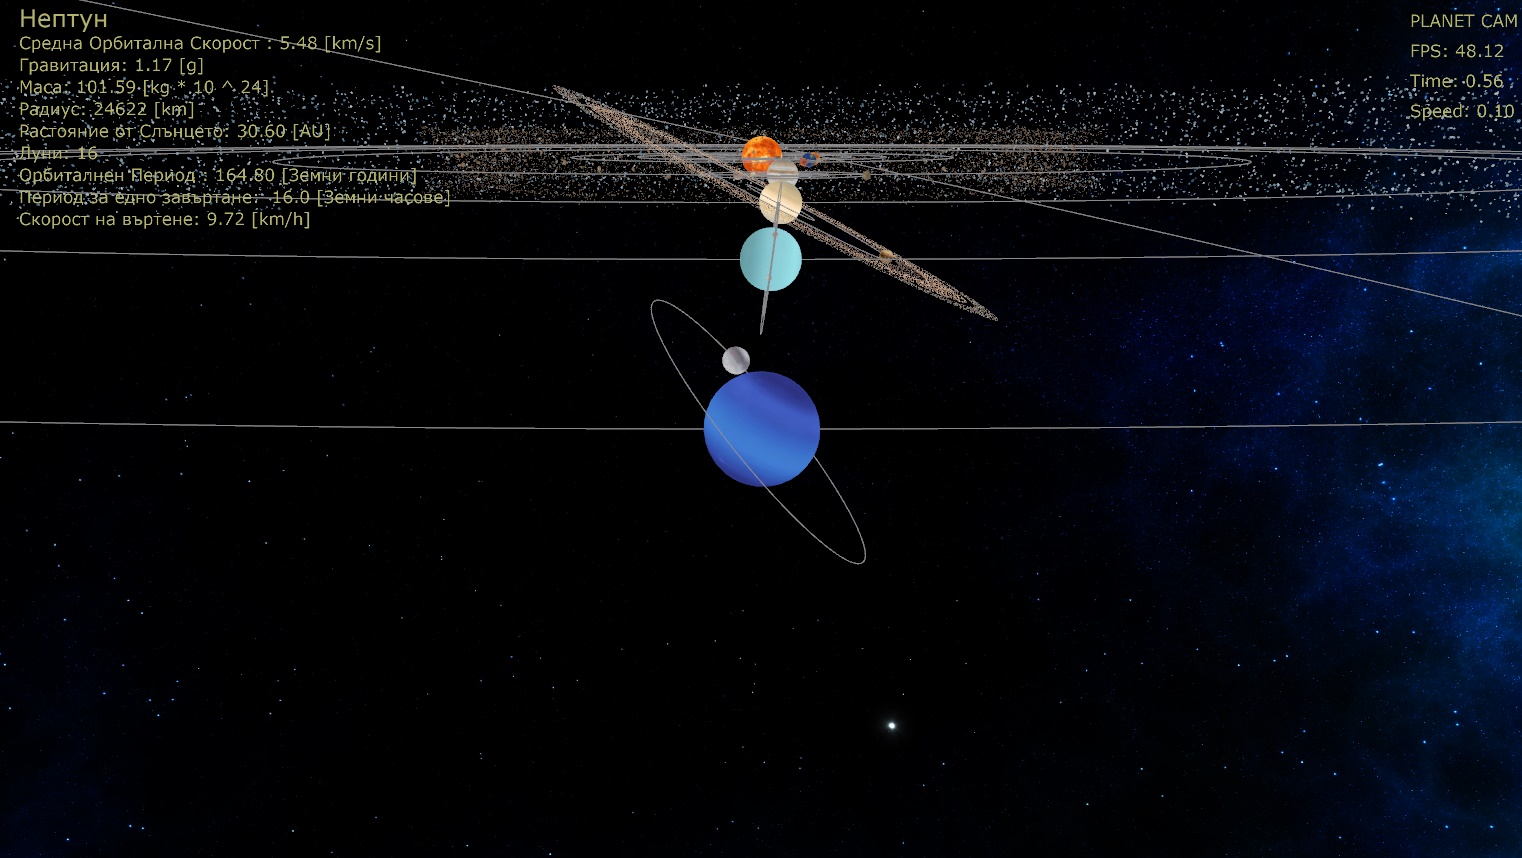 Нептун
Средна Орбитална Скорост : 5.48 [km/s]
Гравитация: 1.17 [g]
Маса: 101.59 [kg * 10 ^ 24]
Радиус: 24622 [km]
Растояние от Слънцето: 30.60 [AU]
Луни: 16
Орбиталнен Период : 164.80 [Земни години]
Период за едно завъртане: 16.0 [Земни часове]
Скорост на въртене: 9.72 [km/h]
PLANET CAM
FPS: 48.12
Time: 0.56
Speed: 0.10